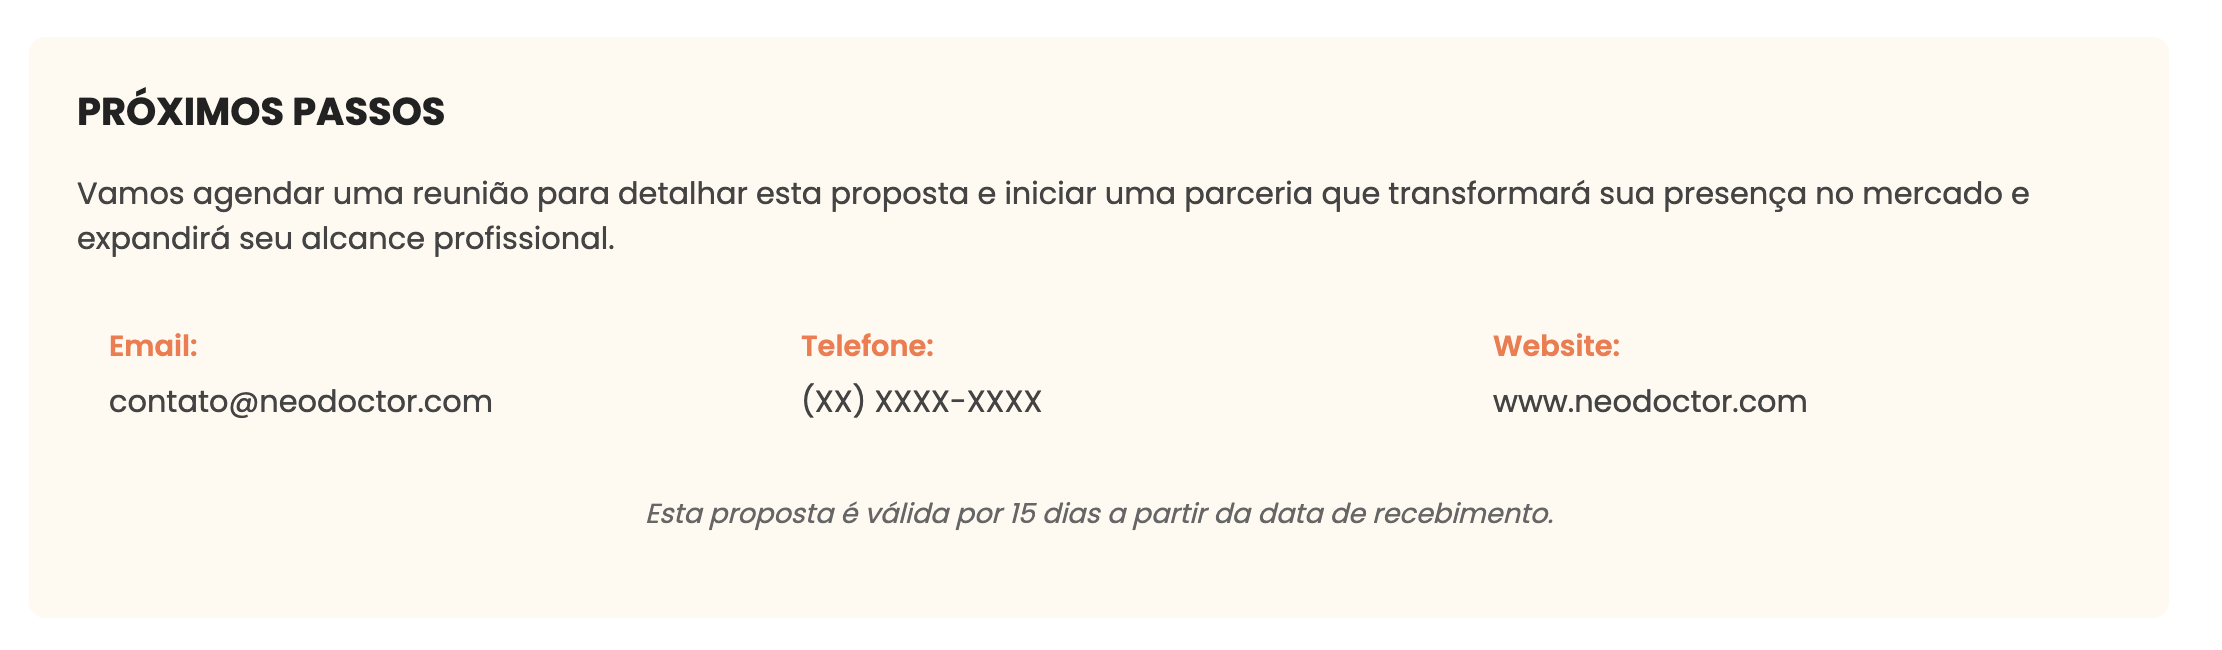 PRÓXIMOS PASSOS
Vamos agendar uma reunião para detalhar esta proposta e iniciar uma parceria que transformará sua presença no mercado e
expandirá seu alcance profissional.
Email:
contato@neodoctor.com
Telefone:
(XX) XXXX-XXXX
Website:
www.neodoctor.com
Esta proposta é válida por 15 dias a partir da data de recebimento.